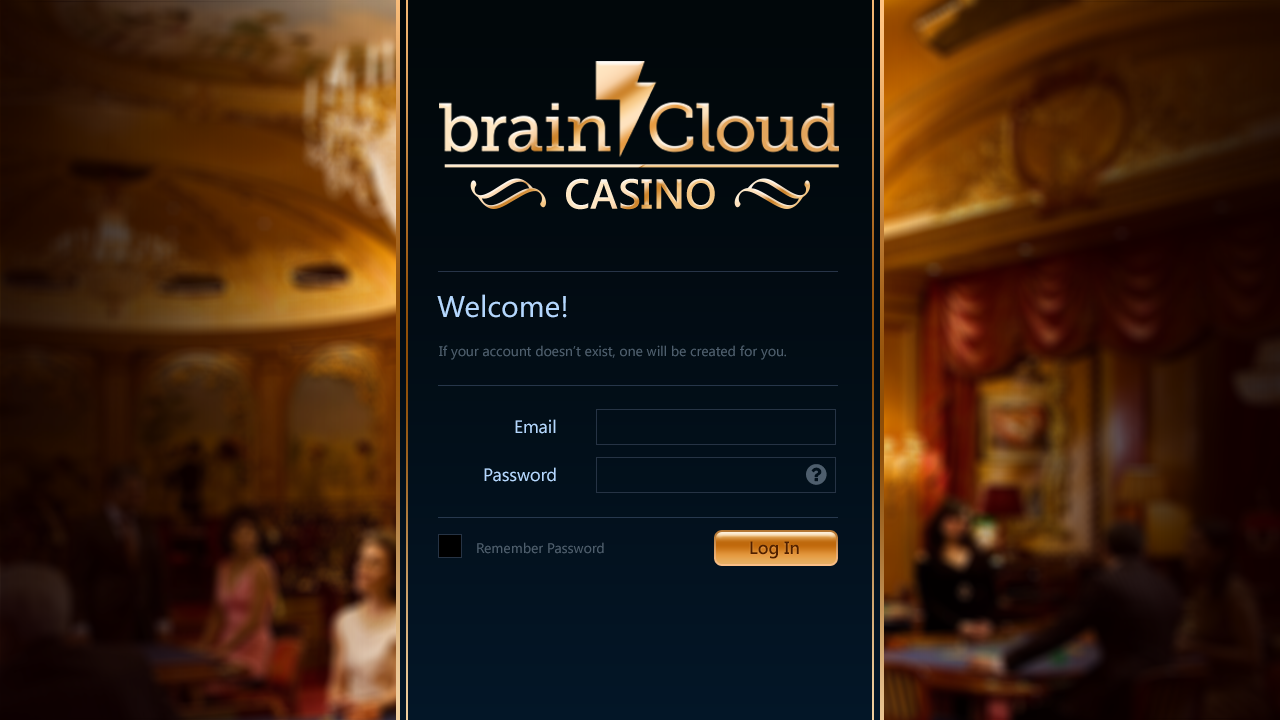 brainCloud
CASINO
Welcome!
If your account doesn't exist, one will be created for you.
Email
Password
?
Remember Password
Log In